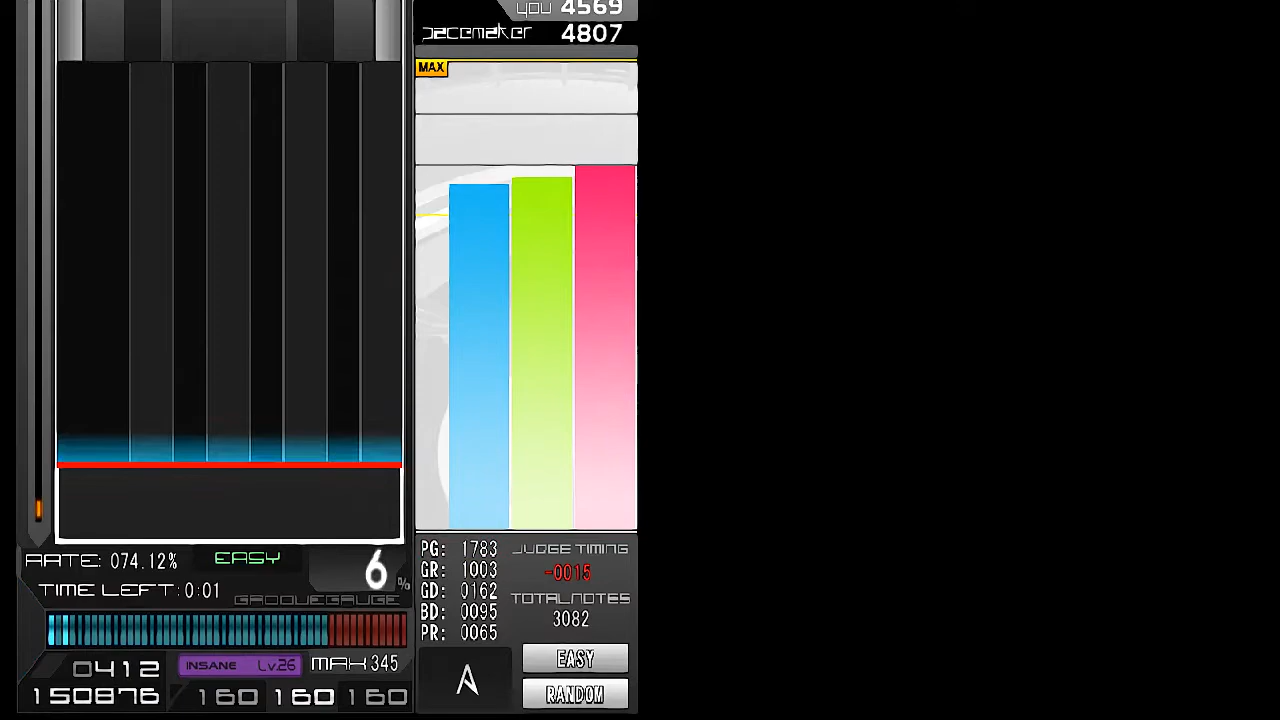 you 4569
pacemaker 4807
MAX
RATE: 074.12% EASY 6 %
TIME LEFT: 0:01
GROOVEGAUGE
0412 INSANE Lv.26 MAX 345
150876 160 160 160
PG: 1783
GR: 1003
GD: 0162
BD: 0095
PR: 0065
JUDGE TIMING
-0015
TOTALNOTES
3082
A
EASY
RANDOM